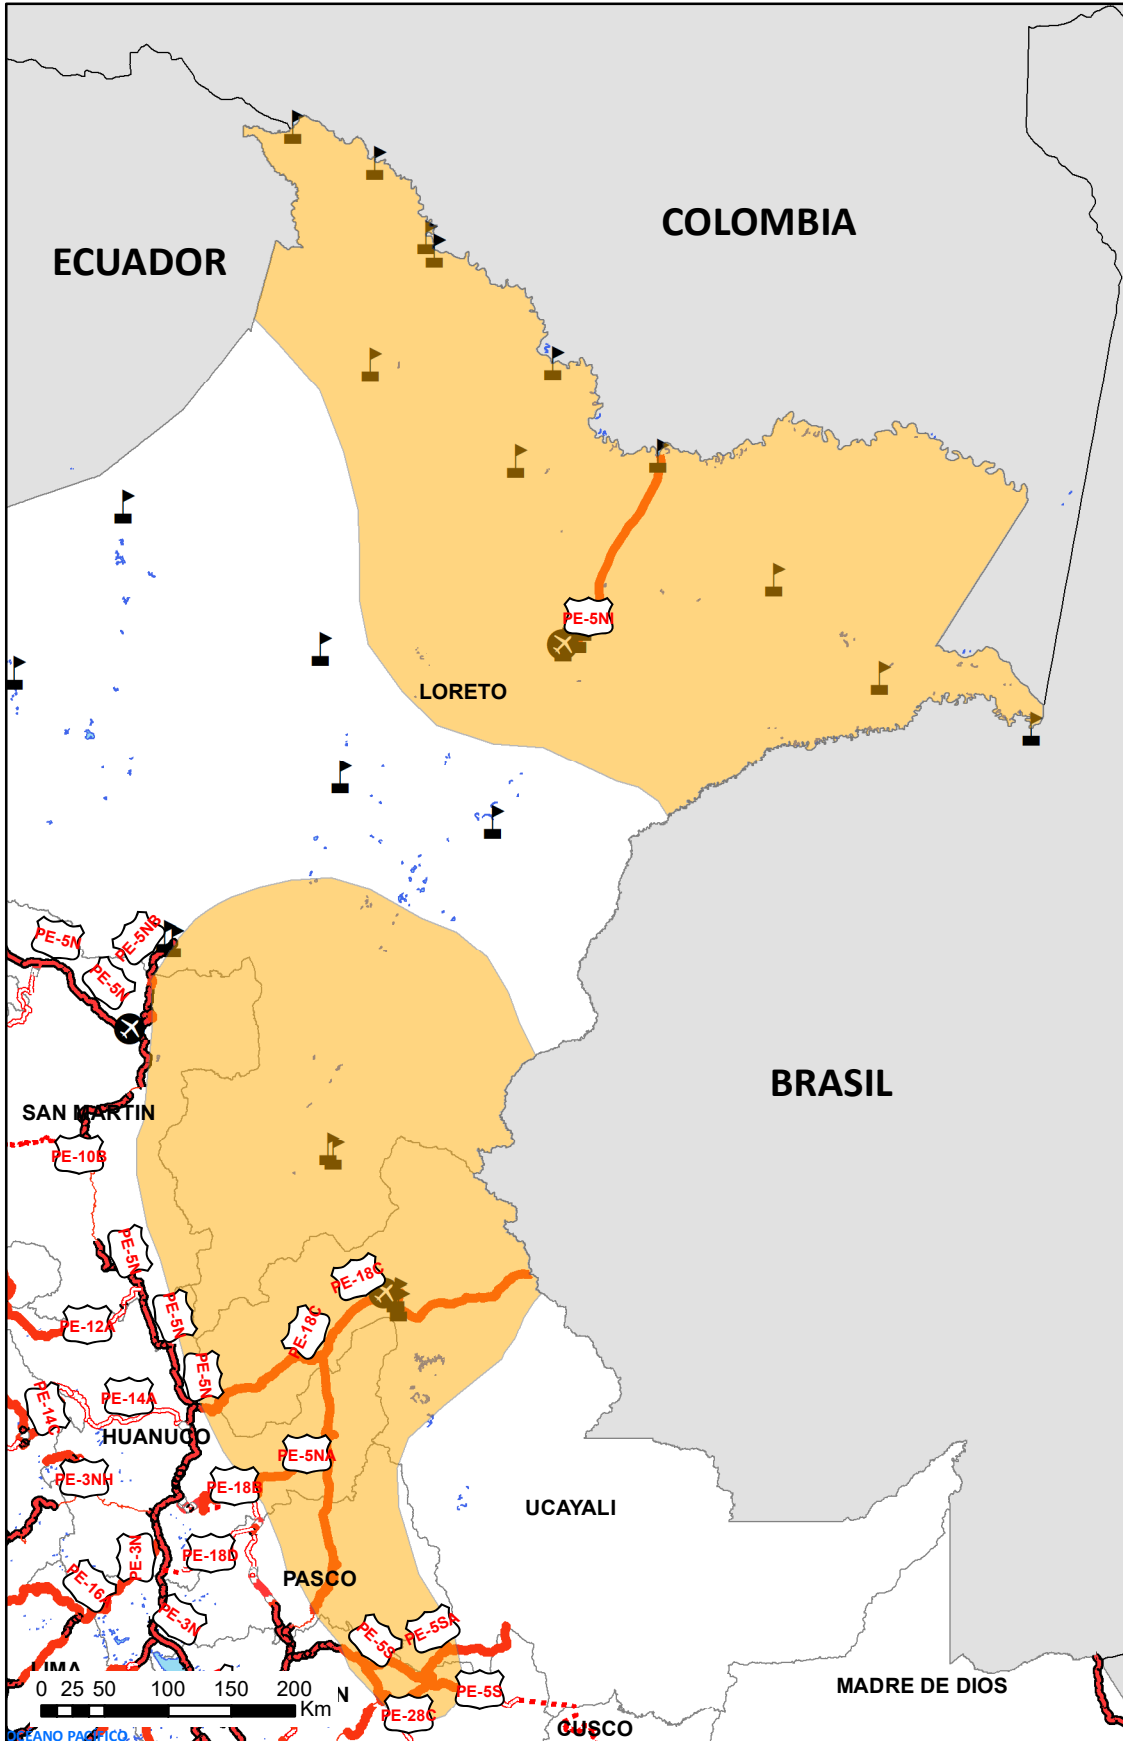 COLOMBIA
ECUADOR
PE-5NI
LORETO
PE-5N
PE-5NB
PE-5N
BRASIL
SAN MARTIN
PE-10B
PE-5N
PE-18C
PE-5N
PE-18C
PE-12A
PE-5N
PE-14A
PE-14C
HUANUCO
PE-5NA
PE-3NH
PE-18B
UCAYALI
PE-3N
PE-18D
PE-16
PASCO
PE-3N
PE-5S
PE-5SA
LIMA
0 25 50 100 150 200
Km
N
PE-5S
MADRE DE DIOS
PE-28C
CUSCO
OCEANO PACIFICO